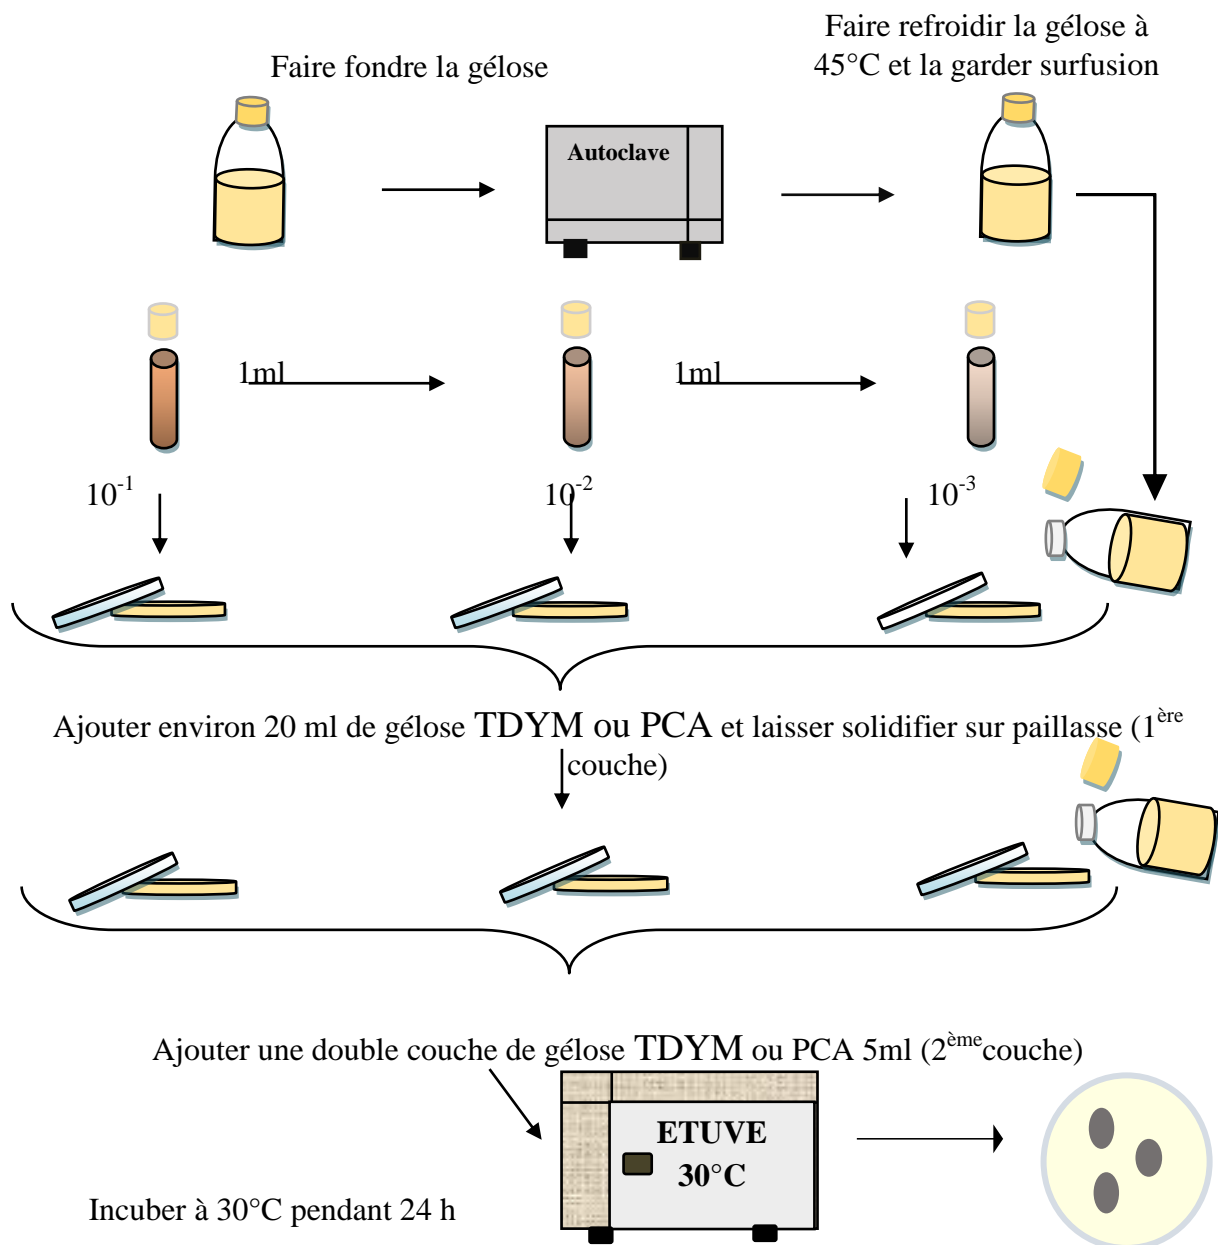 Faire fondre la gélose
Faire refroidir la gélose à
45°C et la garder surfusion
Autoclave
1ml
1ml
10-1
10-2
10-3
Ajouter environ 20 ml de gélose TDYM ou PCA et laisser solidifier sur paillasse (1ère
couche)
Ajouter une double couche de gélose TDYM ou PCA 5ml (2èmecouche)
ETUVE
30°C
Incuber à 30°C pendant 24 h